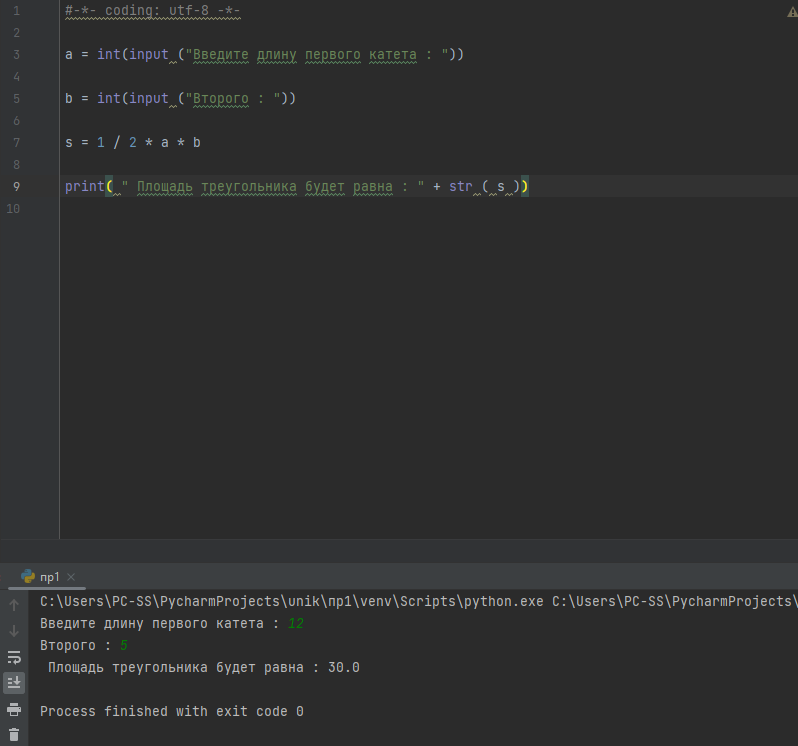 1 #-*- coding: utf-8 -*-
2
3 a = int(input ("Введите длину первого катета : "))
4
5 b = int(input ("Второго : "))
6
7 s = 1 / 2 * a * b
8
9 print( " Площадь треугольника будет равна : " + str ( s ))
10
пр1
C:\Users\PC-SS\PycharmProjects\unik\пр1\venv\Scripts\python.exe C:\Users\PC-SS\PycharmProjects\
Введите длину первого катета : 12
Второго : 5
Площадь треугольника будет равна : 30.0
Process finished with exit code 0